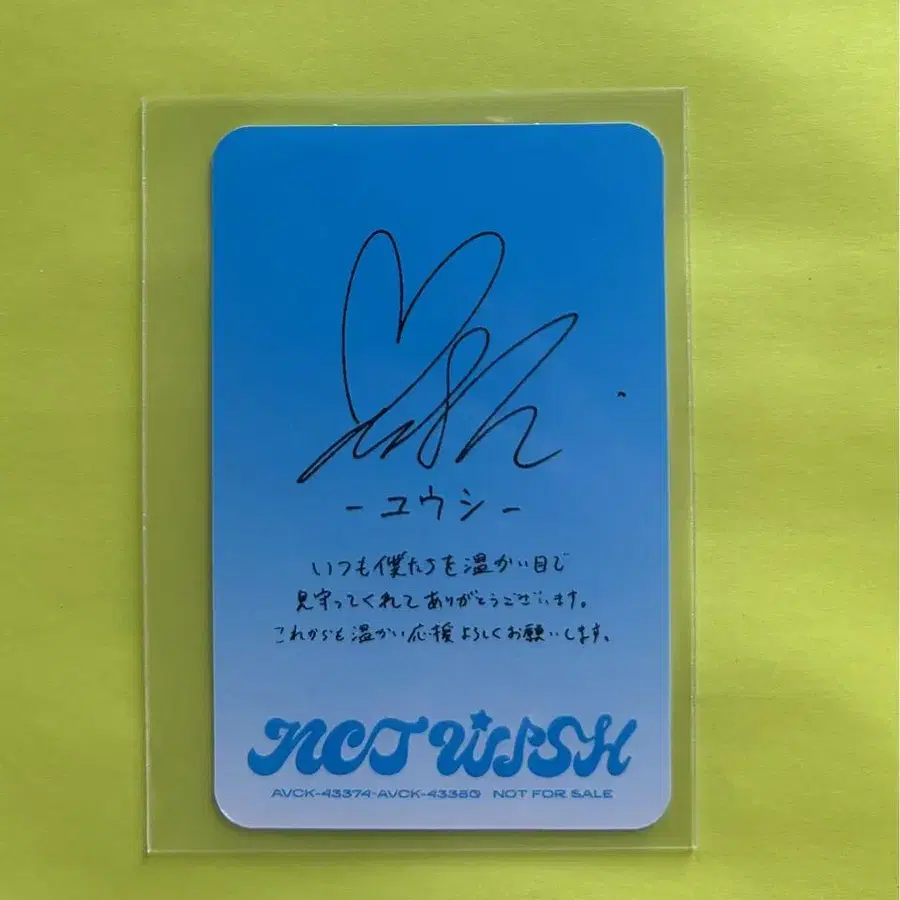 -ユウシ-
いつも僕たちを温かい目で
見守ってくれてありがとうございます。
これからも温かい応援よろしくお願いします。
NCT WISH
AVCK-43374-AVCK-43380 NOT FOR SALE